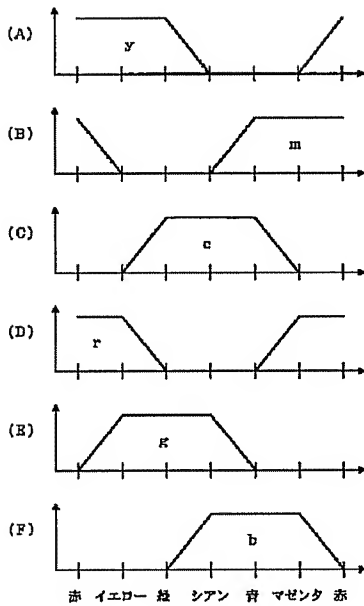 (A)
y
(B)
m
(C)
c
(D)
r
(E)
g
(F)
b
赤 イエロー 緑 シアン 青 マゼンタ 赤